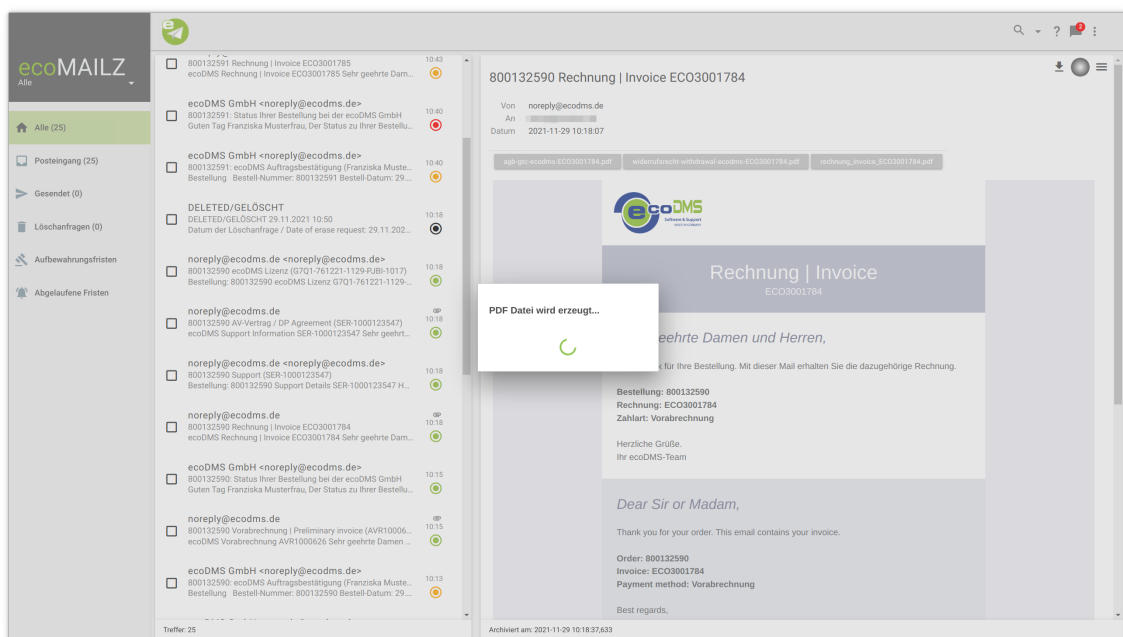 ecoMAILZ
Alle
Alle (25)
Posteingang (25)
Gesendet (0)
Löschanfragen (0)
Aufbewahrungsfristen
Abgelaufene Fristen
e
?
2
800132591 Rechnung | Invoice ECO3001785
10:43
ecoDMS Rechnung | Invoice ECO3001785 Sehr geehrte Dam...
ecoDMS GmbH <noreply@ecodms.de>
10:40
800132591: Status Ihrer Bestellung bei der ecoDMS GmbH
Guten Tag Franziska Musterfrau, Der Status zu Ihrer Bestellu...
ecoDMS GmbH <noreply@ecodms.de>
10:40
800132591: ecoDMS Auftragsbestätigung (Franziska Muste...
Bestellung Bestell-Nummer: 800132591 Bestell-Datum: 29....
DELETED/GELÖSCHT
10:18
DELETED/GELÖSCHT 29.11.2021 10:50
Datum der Löschanfrage / Date of erase request: 29.11.202...
noreply@ecodms.de <noreply@ecodms.de>
10:18
800132590 ecoDMS Lizenz (G7Q1-761221-1129-PJBI-1017)
Bestellung: 800132590 ecoDMS Lizenz G7Q1-761221-1129-...
noreply@ecodms.de
10:18
800132590 AV-Vertrag / DP Agreement (SER-1000123547)
ecoDMS Support Information SER-1000123547 Sehr geehrt...
noreply@ecodms.de <noreply@ecodms.de>
10:18
800132590 Support (SER-1000123547)
Bestellung: 800132590 Support Details SER-1000123547 H...
noreply@ecodms.de
10:18
800132590 Rechnung | Invoice ECO3001784
ecoDMS Rechnung | Invoice ECO3001784 Sehr geehrte Dam...
ecoDMS GmbH <noreply@ecodms.de>
10:15
800132590: Status Ihrer Bestellung bei der ecoDMS GmbH
Guten Tag Franziska Musterfrau, Der Status zu Ihrer Bestellu...
noreply@ecodms.de
10:15
800132590 Vorabrechnung | Preliminary invoice (AVR10006...
ecoDMS Vorabrechnung AVR1000626 Sehr geehrte Damen ...
ecoDMS GmbH <noreply@ecodms.de>
10:13
800132590: ecoDMS Auftragsbestätigung (Franziska Muste...
Bestellung Bestell-Nummer: 800132590 Bestell-Datum: 29....
Treffer: 25
800132590 Rechnung | Invoice ECO3001784
Von noreply@ecodms.de
An
Datum 2021-11-29 10:18:07
agb-gtc-ecodms-ECO3001784.pdf
widerrufsrecht-withdrawal-ecodms-ECO3001784.pdf
rechnung_invoice_ECO3001784.pdf
ecoDMS
Software & Support
Rechnung | Invoice
ECO3001784
PDF Datei wird erzeugt...
eehrte Damen und Herren,
k für Ihre Bestellung. Mit dieser Mail erhalten Sie die dazugehörige Rechnung.
Bestellung: 800132590
Rechnung: ECO3001784
Zahlart: Vorabrechnung
Herzliche Grüße.
Ihr ecoDMS-Team
Dear Sir or Madam,
Thank you for your order. This email contains your invoice.
Order: 800132590
Invoice: ECO3001784
Payment method: Vorabrechnung
Best regards,
Archiviert am: 2021-11-29 10:18:37,633